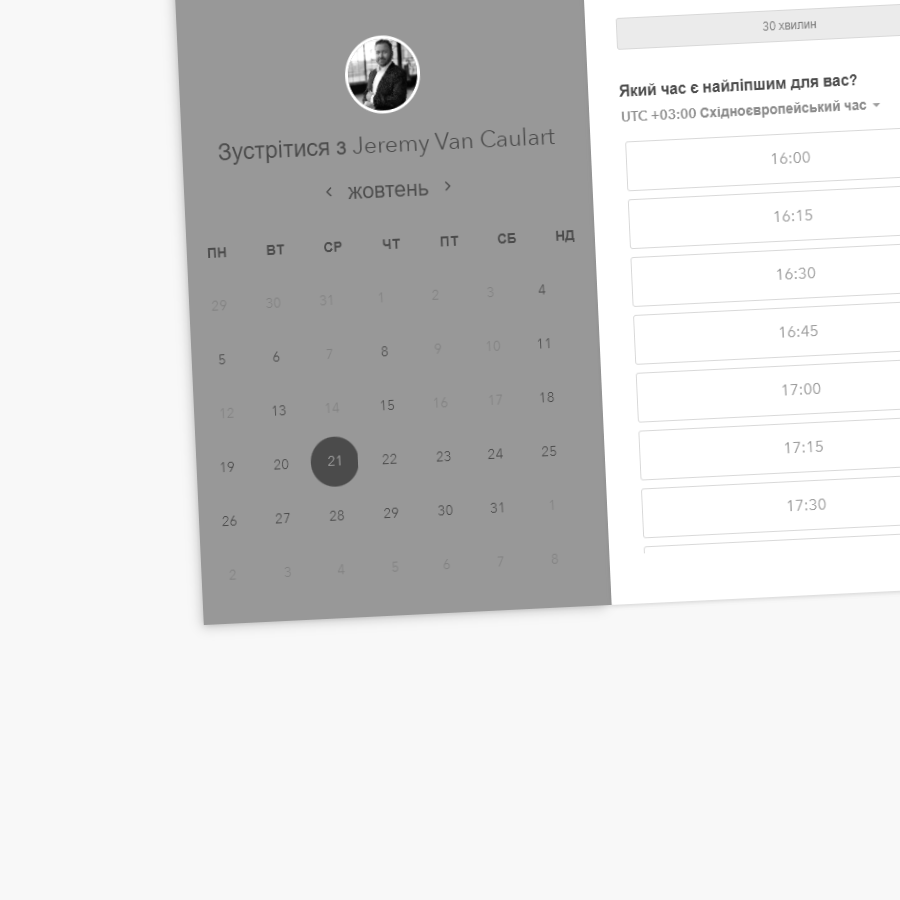 Зустрітися з Jeremy Van Caulart
‹ жовтень ›
ПН ВТ СР ЧТ ПТ СБ НД
29 30 31 1 2 3 4
5 6 7 8 9 10 11
12 13 14 15 16 17 18
19 20 21 22 23 24 25
26 27 28 29 30 31 1
2 3 4 5 6 7 8
30 хвилин
Який час є найліпшим для вас?
UTC +03:00 Східноєвропейський час
16:00
16:15
16:30
16:45
17:00
17:15
17:30